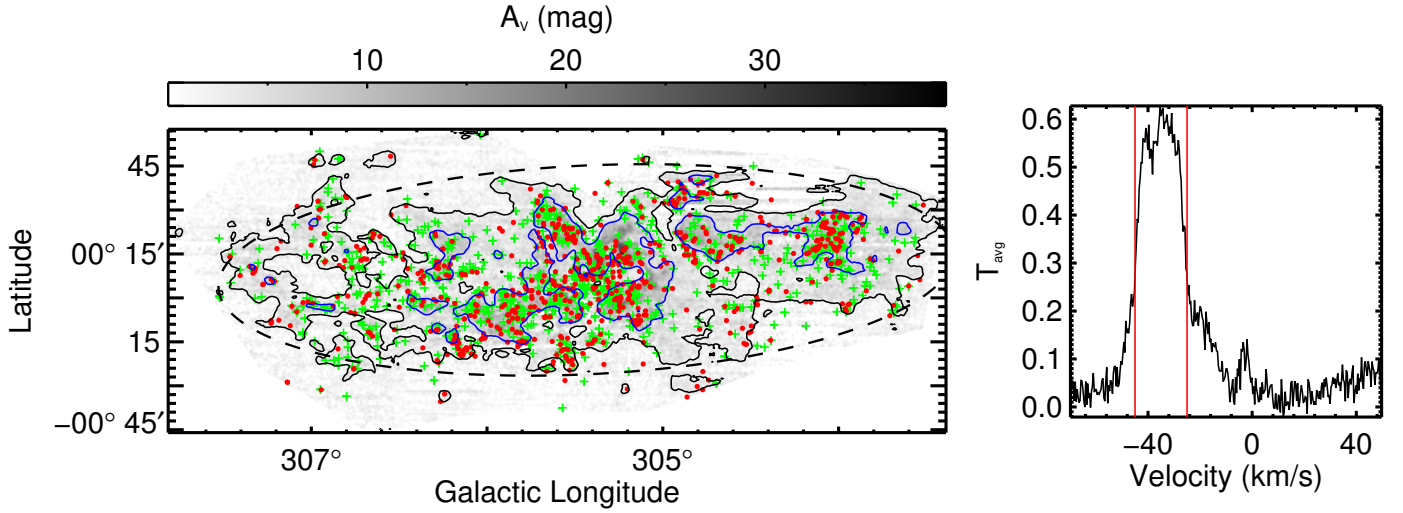 A_v (mag)
10 20 30
45
00° 15′
15
−00° 45′
Latitude
307° 305°
Galactic Longitude
0.6
0.5
0.4
0.3
0.2
0.1
0.0
T_avg
−40 0 40
Velocity (km/s)